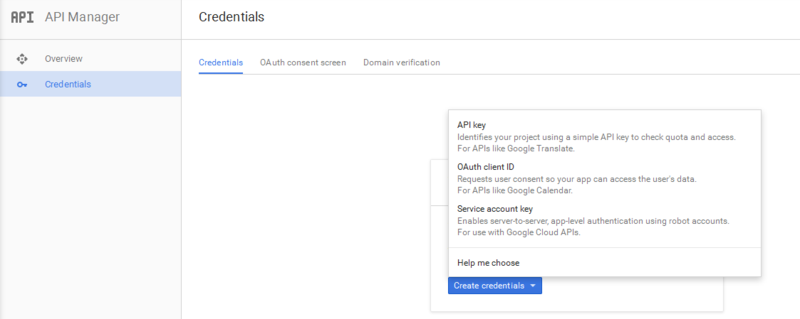 API API Manager
Credentials
Overview
Credentials
Credentials OAuth consent screen Domain verification
API key
Identifies your project using a simple API key to check quota and access.
For APIs like Google Translate.
OAuth client ID
Requests user consent so your app can access the user's data.
For APIs like Google Calendar.
Service account key
Enables server-to-server, app-level authentication using robot accounts.
For use with Google Cloud APIs.
Help me choose
Create credentials